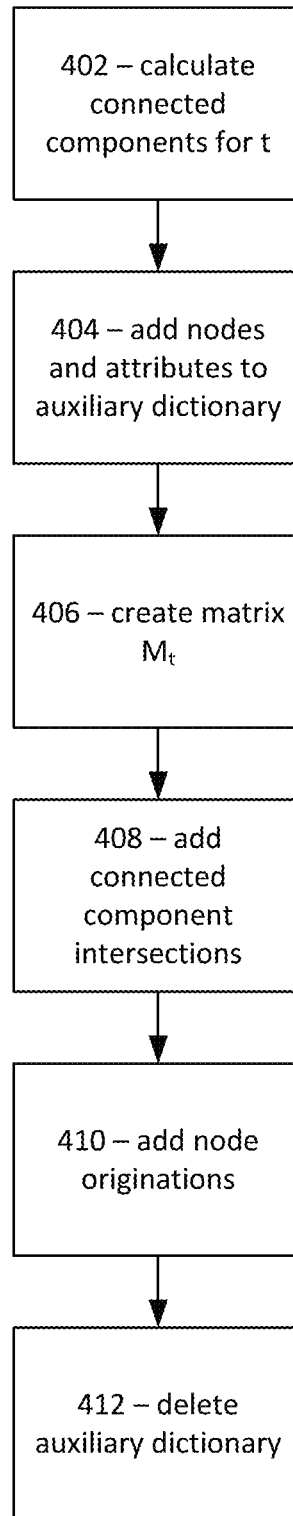 402 – calculate
connected
components for t
404 – add nodes
and attributes to
auxiliary dictionary
406 – create matrix
Mₜ
408 – add
connected
component
intersections
410 – add node
originations
412 – delete
auxiliary dictionary